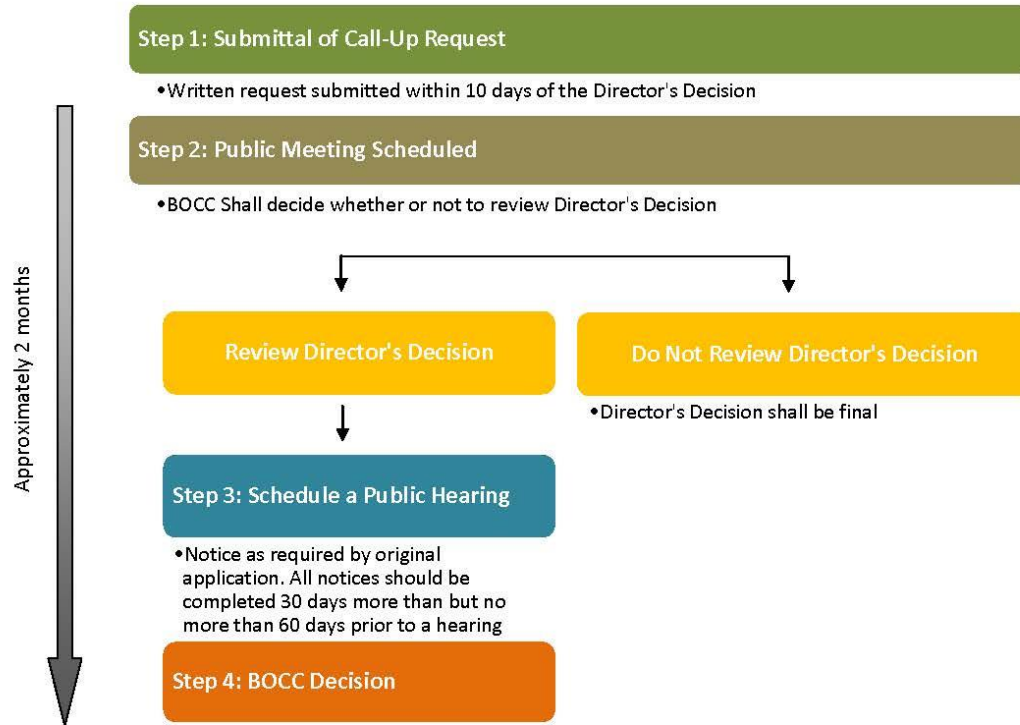 Step 1: Submittal of Call-Up Request
•Written request submitted within 10 days of the Director's Decision
Step 2: Public Meeting Scheduled
•BOCC Shall decide whether or not to review Director's Decision
Approximately 2 months
Review Director's Decision
Do Not Review Director's Decision
•Director's Decision shall be final
Step 3: Schedule a Public Hearing
•Notice as required by original
application. All notices should be
completed 30 days more than but no
more than 60 days prior to a hearing
Step 4: BOCC Decision